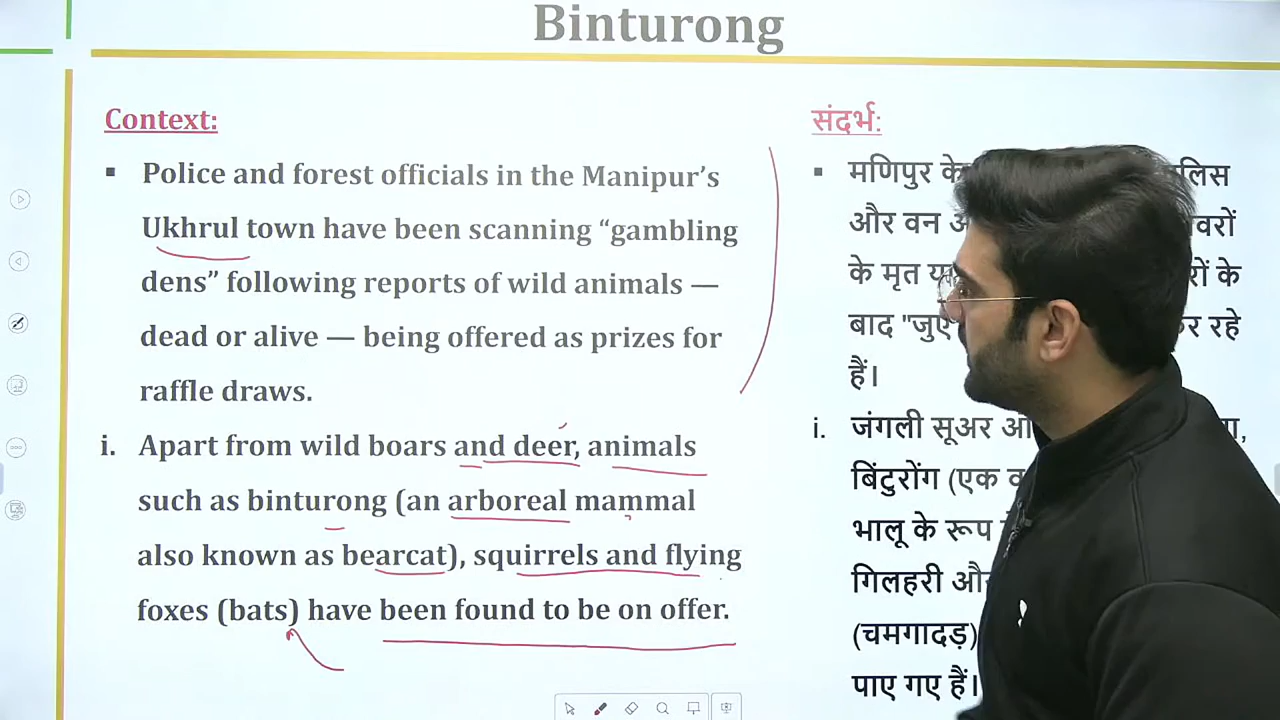 Binturong
Context:
▪ Police and forest officials in the Manipur’s
Ukhrul town have been scanning “gambling
dens” following reports of wild animals —
dead or alive — being offered as prizes for
raffle draws.
i. Apart from wild boars and deer, animals
such as binturong (an arboreal mammal
also known as bearcat), squirrels and flying
foxes (bats) have been found to be on offer.
संदर्भ:
▪ मणिपुर के
और वन
के मृत
बाद "जुए रहे
हैं।
i. जंगली सूअर
बिंटुरोंग (एक
भालू के रूप
गिलहरी
(चमगादड़)
पाए गए हैं।